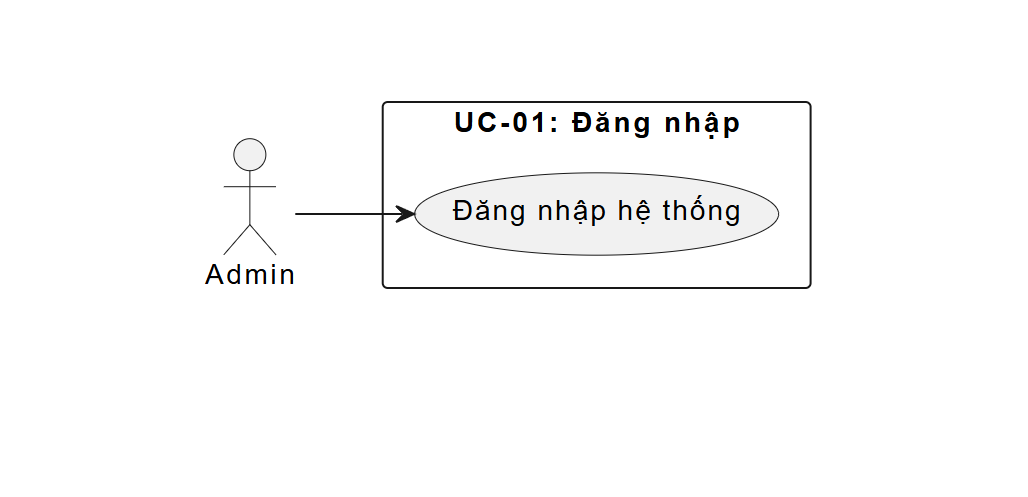 UC-01: Đăng nhập
Đăng nhập hệ thống
Admin